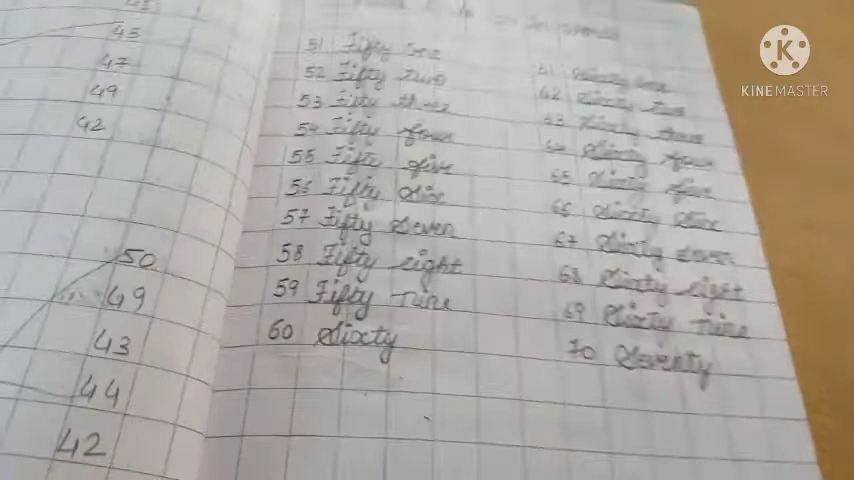 45
47
49
42
50
49
43
44
42
51 Fifty one
52 Fifty two
53 Fifty three
54 Fifty four
55 Fifty five
56 Fifty Six
57 Fifty Seven
58 Fifty eight
59 Fifty Nine
60 Sixty
61 Sixty one
62 Sixty two
63 Sixty three
64 Sixty four
65 Sixty five
66 Sixty Six
67 Sixty seven
68 Sixty eight
69 Sixty Nine
70 Seventy
KINEMASTER